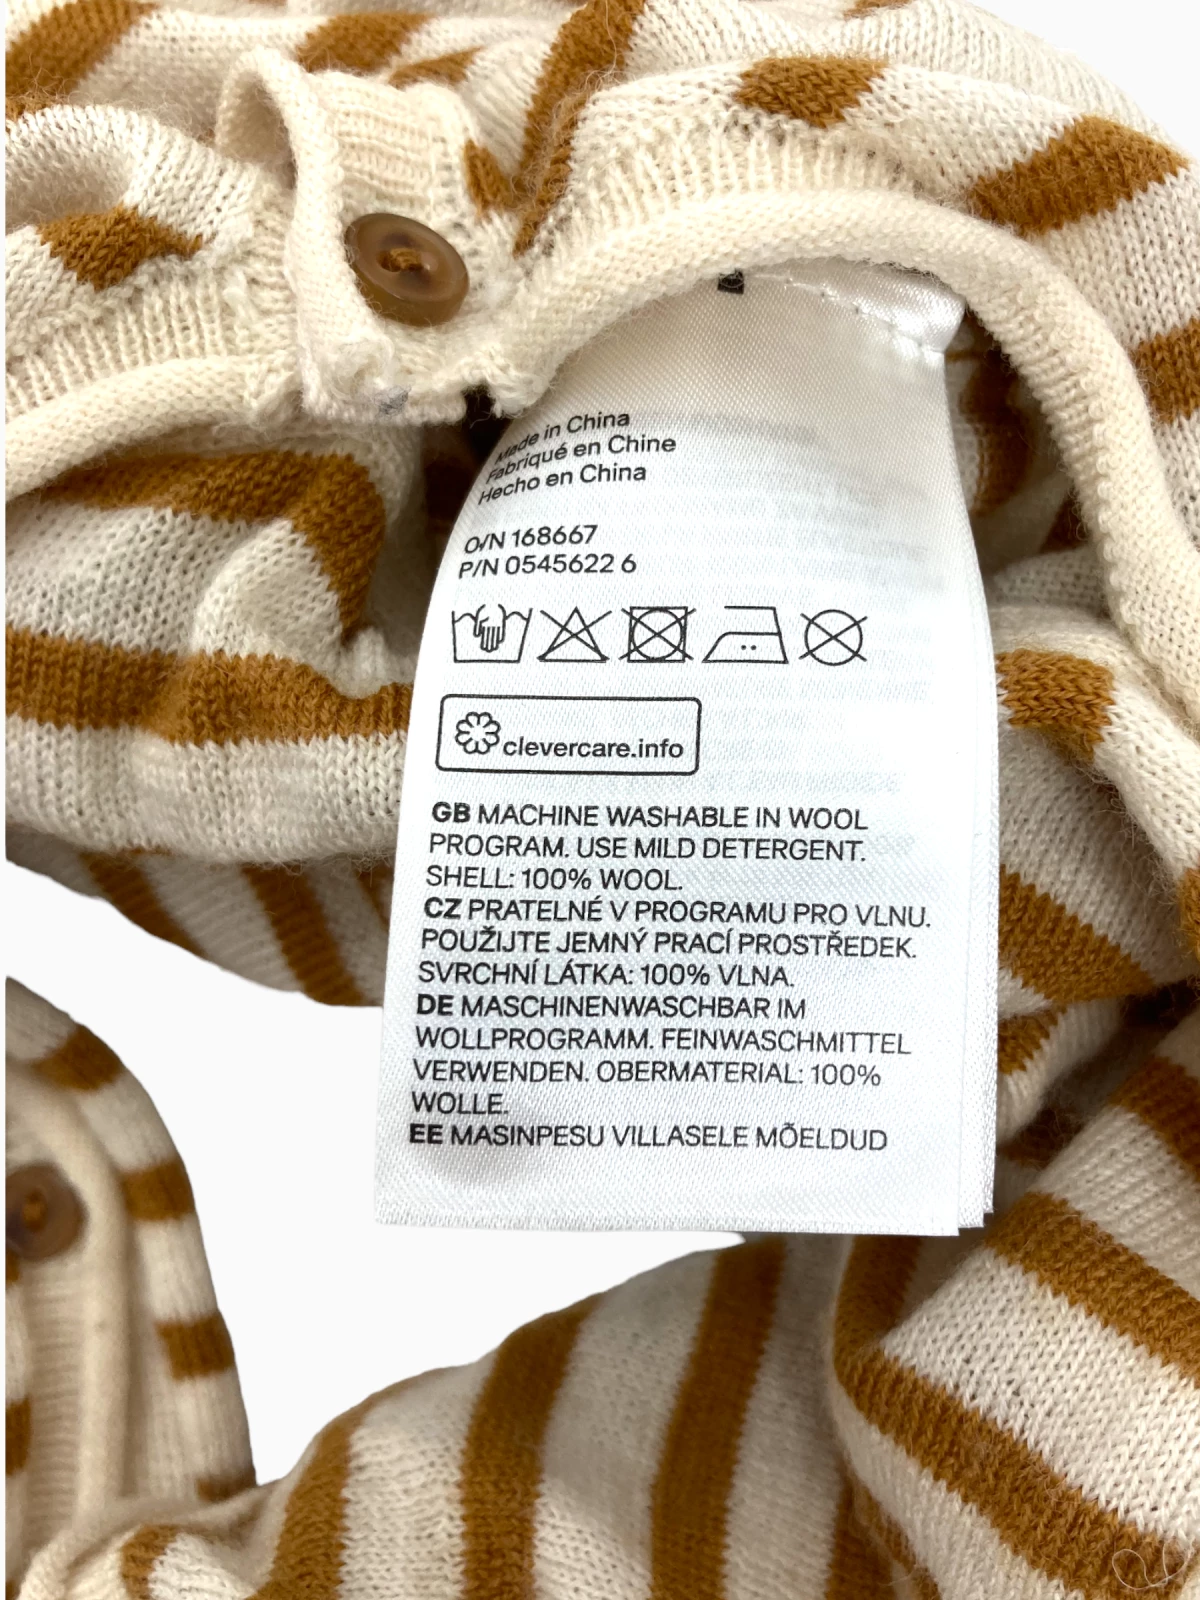 Made in China
Fabriqué en Chine
Hecho en China
O/N 168667
P/N 0545622 6
clevercare.info
GB MACHINE WASHABLE IN WOOL
PROGRAM. USE MILD DETERGENT.
SHELL: 100% WOOL.
CZ PRATELNÉ V PROGRAMU PRO VLNU.
POUŽIJTE JEMNÝ PRACÍ PROSTŘEDEK.
SVRCHNÍ LÁTKA: 100% VLNA.
DE MASCHINENWASCHBAR IM
WOLLPROGRAMM. FEINWASCHMITTEL
VERWENDEN. OBERMATERIAL: 100%
WOLLE.
EE MASINPESU VILLASELE MÕELDUD